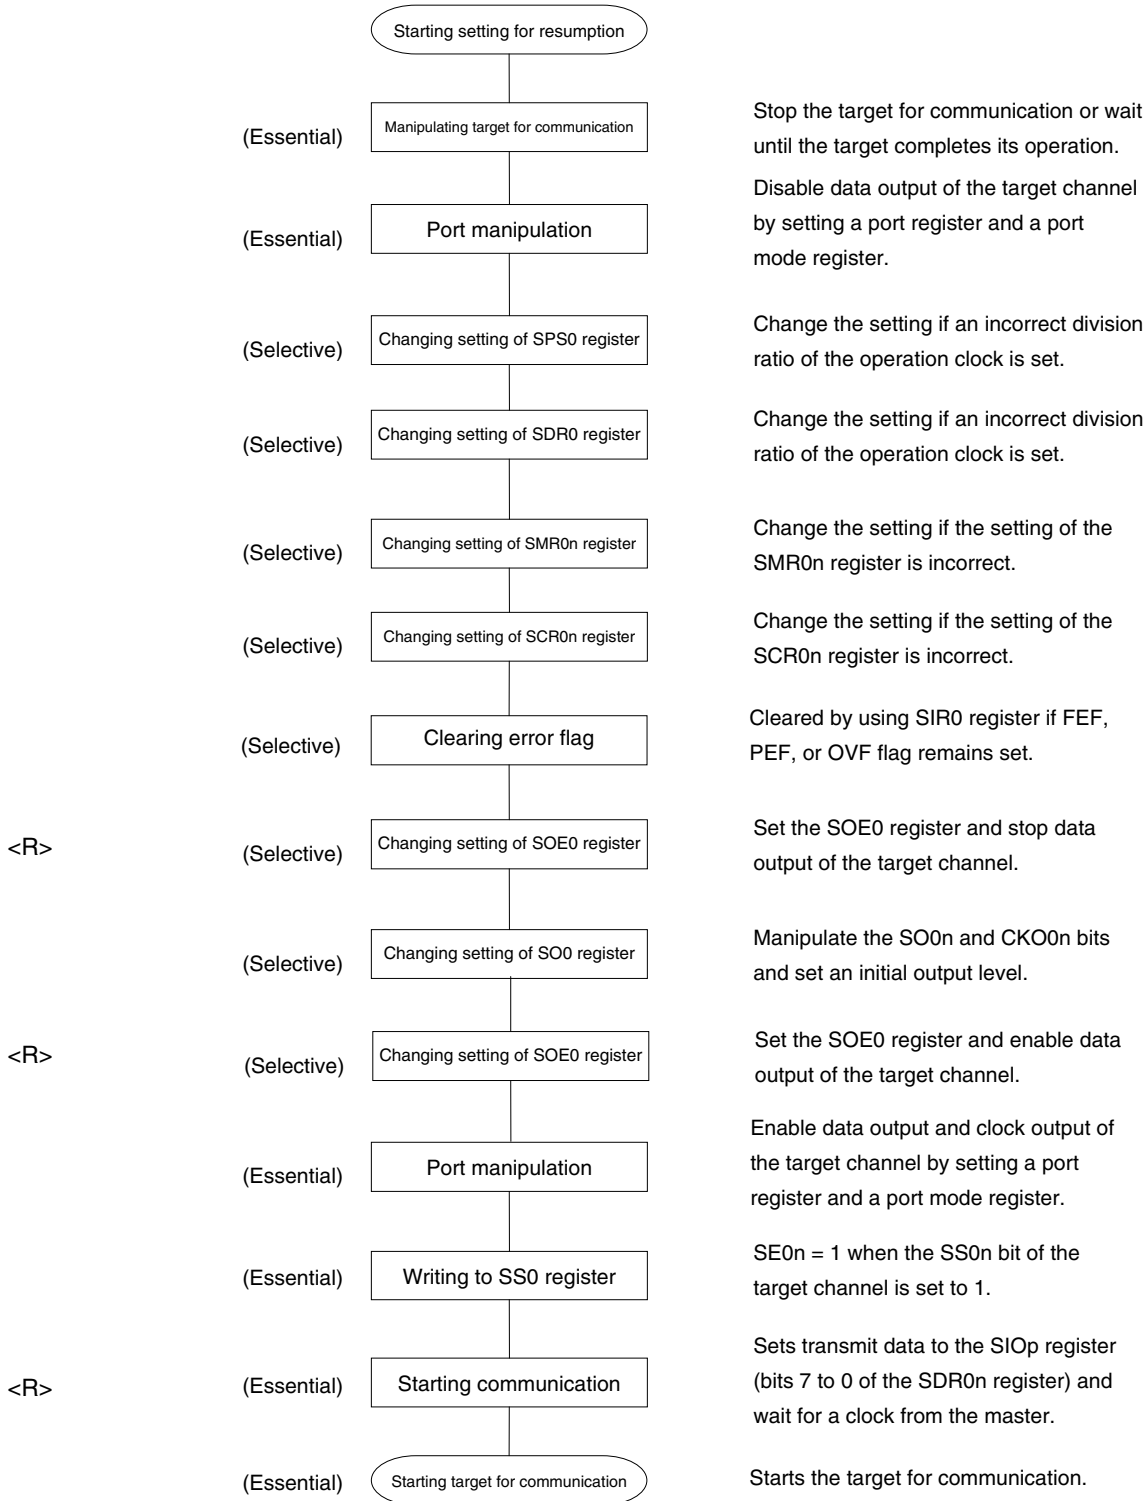 Starting setting for resumption
(Essential)
Manipulating target for communication
Stop the target for communication or wait
until the target completes its operation.
(Essential)
Port manipulation
Disable data output of the target channel
by setting a port register and a port
mode register.
(Selective)
Changing setting of SPS0 register
Change the setting if an incorrect division
ratio of the operation clock is set.
(Selective)
Changing setting of SDR0 register
Change the setting if an incorrect division
ratio of the operation clock is set.
(Selective)
Changing setting of SMR0n register
Change the setting if the setting of the
SMR0n register is incorrect.
(Selective)
Changing setting of SCR0n register
Change the setting if the setting of the
SCR0n register is incorrect.
(Selective)
Clearing error flag
Cleared by using SIR0 register if FEF,
PEF, or OVF flag remains set.
<R>
(Selective)
Changing setting of SOE0 register
Set the SOE0 register and stop data
output of the target channel.
(Selective)
Changing setting of SO0 register
Manipulate the SO0n and CKO0n bits
and set an initial output level.
<R>
(Selective)
Changing setting of SOE0 register
Set the SOE0 register and enable data
output of the target channel.
(Essential)
Port manipulation
Enable data output and clock output of
the target channel by setting a port
register and a port mode register.
(Essential)
Writing to SS0 register
SE0n = 1 when the SS0n bit of the
target channel is set to 1.
<R>
(Essential)
Starting communication
Sets transmit data to the SIOp register
(bits 7 to 0 of the SDR0n register) and
wait for a clock from the master.
(Essential)
Starting target for communication
Starts the target for communication.